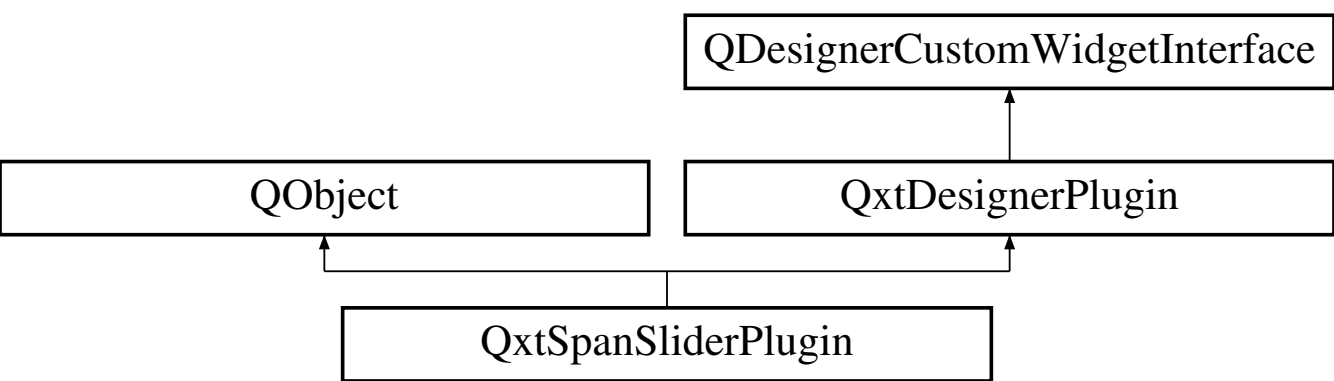 QDesignerCustomWidgetInterface
QObject
QxtDesignerPlugin
QxtSpanSliderPlugin